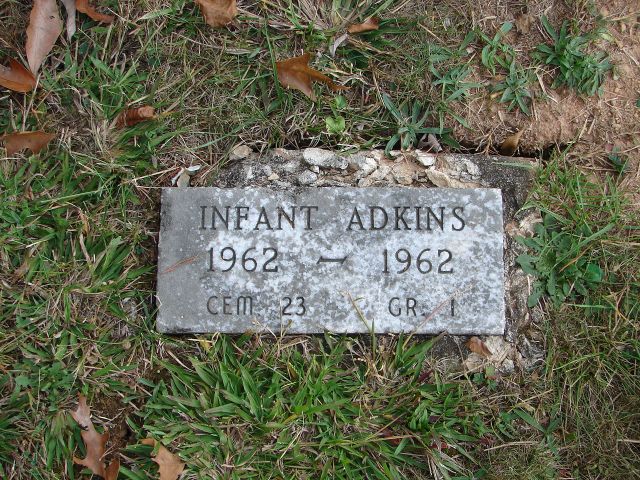 INFANT ADKINS
1962 — 1962
CEM 23 GR. 1